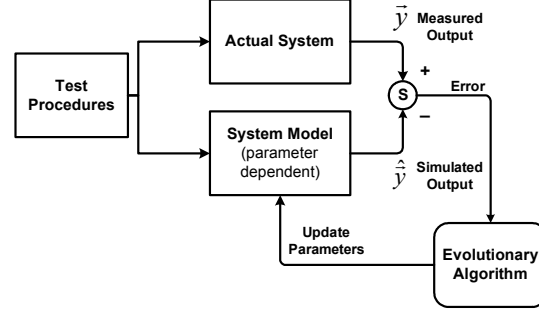 Actual System
y⃗ Measured
Output
Test
Procedures
+
S
Error
−
System Model
(parameter
dependent)
ŷ⃗ Simulated
Output
Update
Parameters
Evolutionary
Algorithm